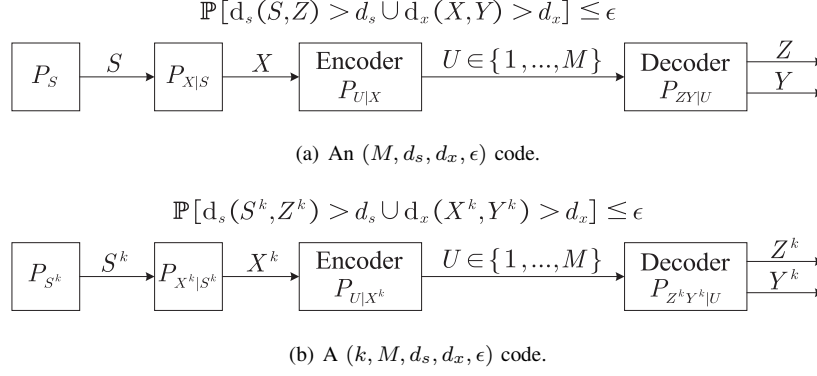 ℙ[d_s(S,Z) > d_s ∪ d_x(X,Y) > d_x] ≤ ϵ
P_S S P_{X|S} X Encoder P_{U|X} U ∈ {1,...,M} Decoder P_{ZY|U} Z Y
(a) An (M, d_s, d_x, ϵ) code.
ℙ[d_s(S^k,Z^k) > d_s ∪ d_x(X^k,Y^k) > d_x] ≤ ϵ
P_{S^k} S^k P_{X^k|S^k} X^k Encoder P_{U|X^k} U ∈ {1,...,M} Decoder P_{Z^kY^k|U} Z^k Y^k
(b) A (k, M, d_s, d_x, ϵ) code.